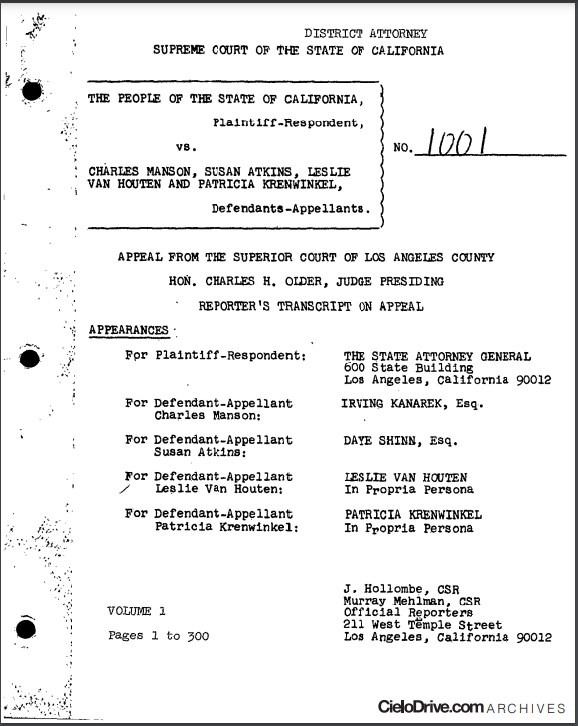 DISTRICT ATTORNEY
SUPREME COURT OF THE STATE OF CALIFORNIA
THE PEOPLE OF THE STATE OF CALIFORNIA,
Plaintiff-Respondent,
vs.
CHARLES MANSON, SUSAN ATKINS, LESLIE
VAN HOUTEN AND PATRICIA KRENWINKEL,
Defendants-Appellants.
NO. 1001
APPEAL FROM THE SUPERIOR COURT OF LOS ANGELES COUNTY
HON. CHARLES H. OLDER, JUDGE PRESIDING
REPORTER'S TRANSCRIPT ON APPEAL
APPEARANCES:
For Plaintiff-Respondent: THE STATE ATTORNEY GENERAL
600 State Building
Los Angeles, California 90012
For Defendant-Appellant IRVING KANAREK, Esq.
Charles Manson:
For Defendant-Appellant DAYE SHINN, Esq.
Susan Atkins:
For Defendant-Appellant LESLIE VAN HOUTEN
Leslie Van Houten: In Propria Persona
For Defendant-Appellant PATRICIA KRENWINKEL
Patricia Krenwinkel: In Propria Persona
J. Hollombe, CSR
Murray Mehlman, CSR
VOLUME 1 Official Reporters
211 West Temple Street
Pages 1 to 300 Los Angeles, California 90012
CieloDrive.com ARCHIVES